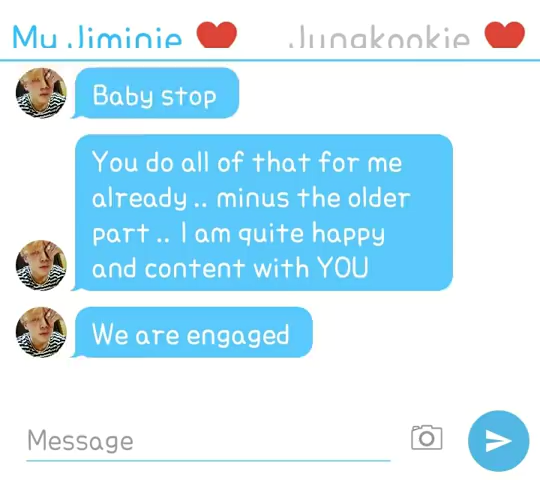 My Jiminie ❤ Jungkookie ❤
Baby stop
You do all of that for me
already .. minus the older
part .. I am quite happy
and content with YOU
We are engaged
Message